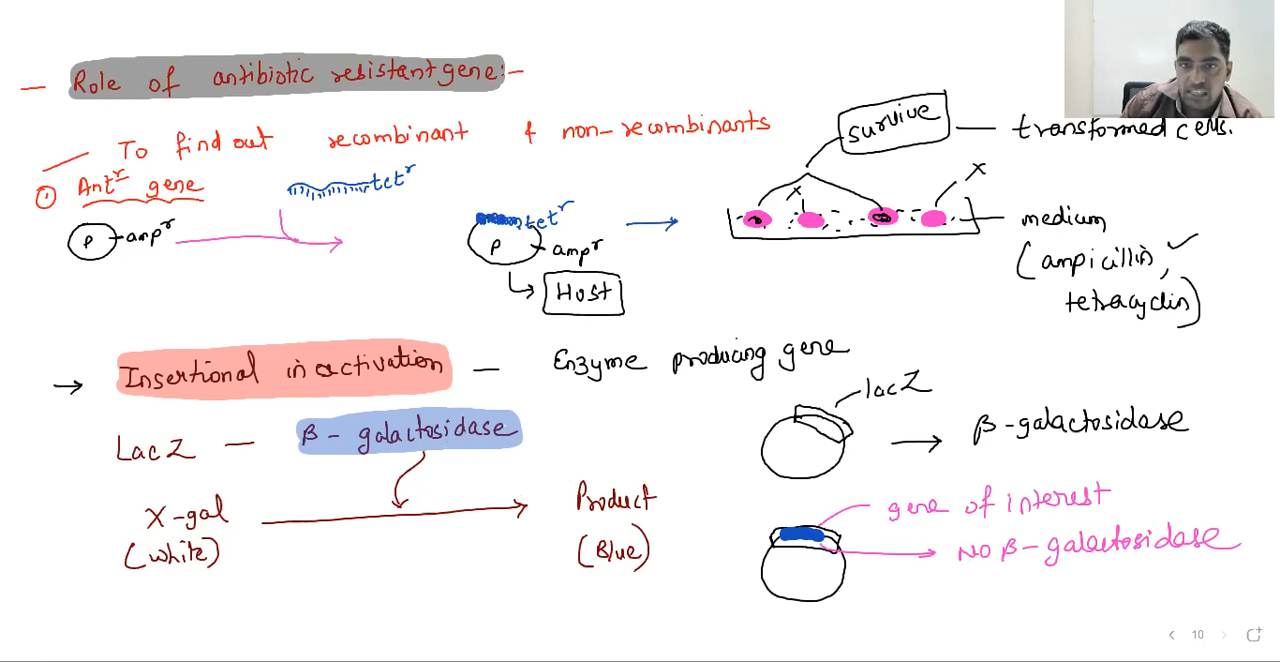 — Role of antibiotic resistant gene:-
To find out recombinant & non-recombinants
① Antʳ gene
tetʳ
P ampʳ
tetʳ
P ampʳ
Host
survive — transformed cells.
x x
medium
(ampicillin ✓,
tetracyclin)
→ Insertional inactivation — Enzyme producing gene
LacZ — β-galactosidase
X-gal → Product
(white) (Blue)
lacZ
→ β-galactosidase
gene of interest
NO β-galactosidase
10